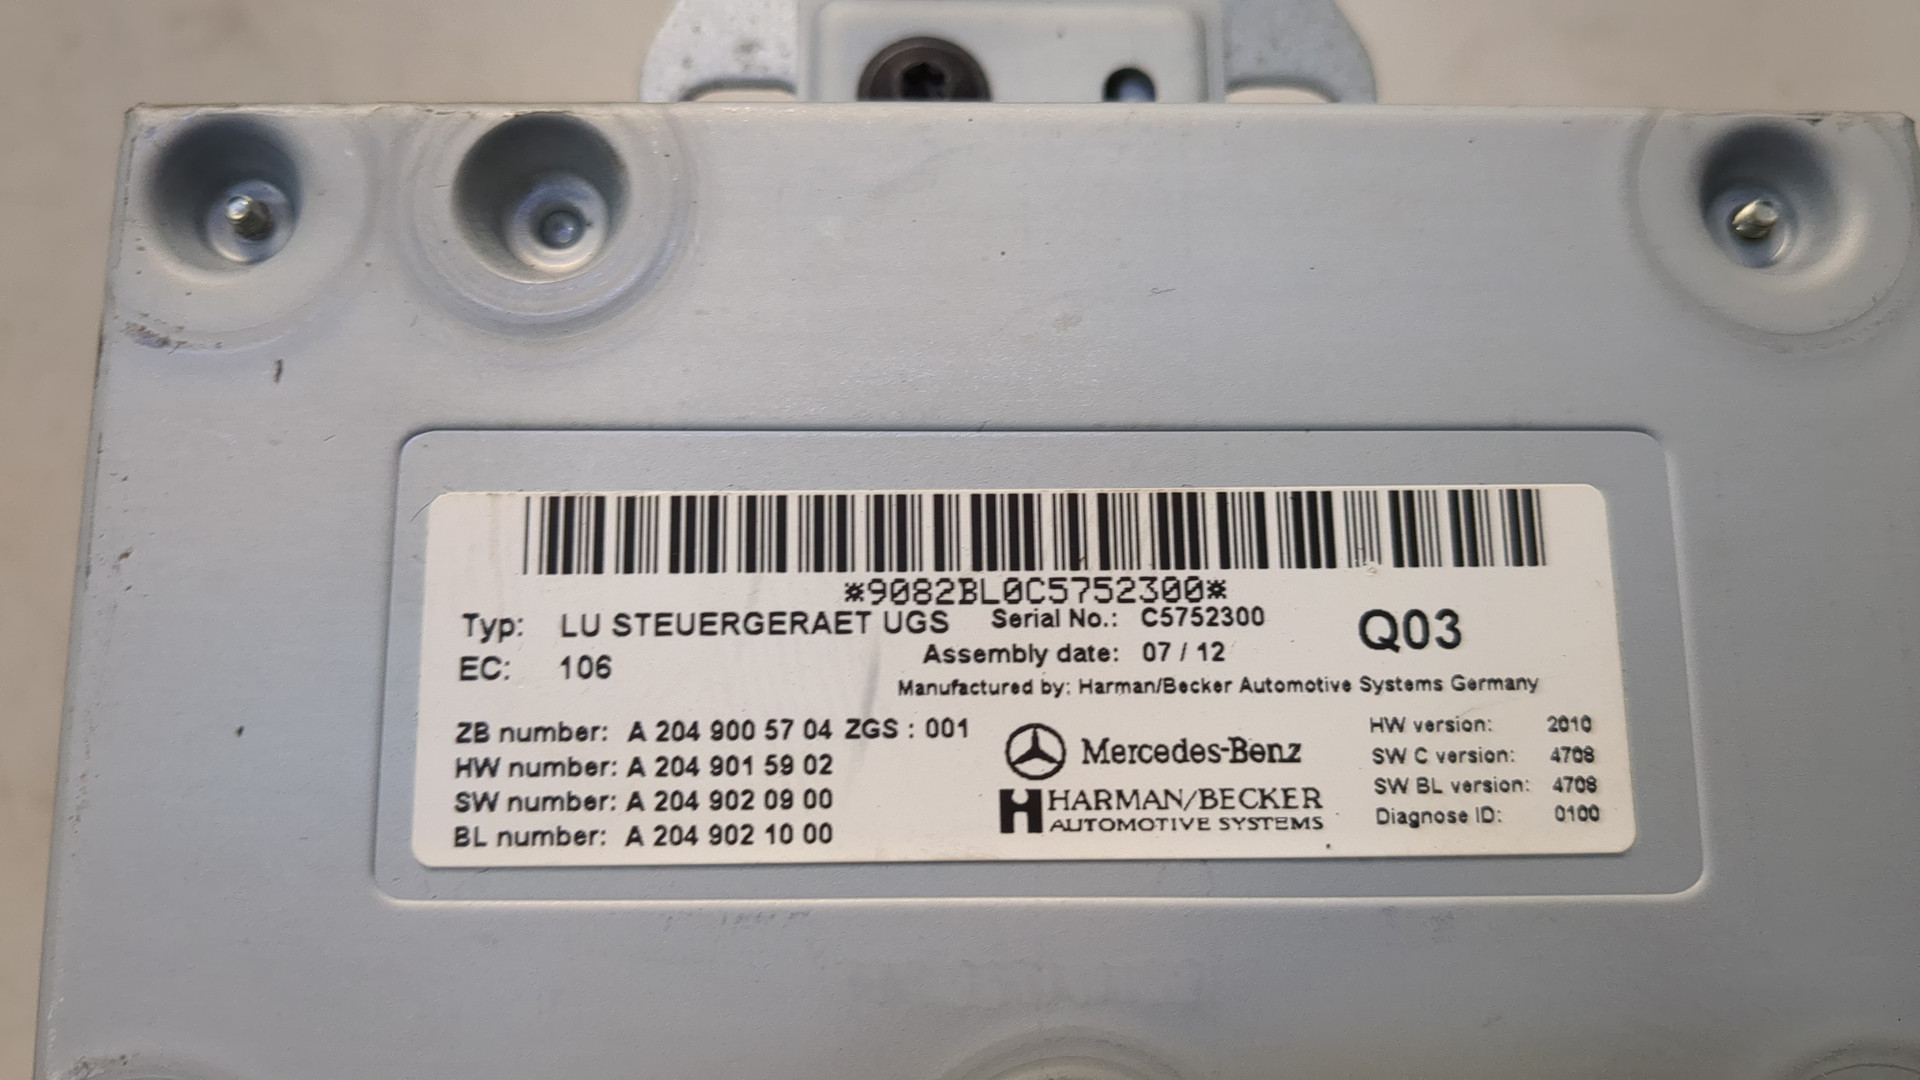 *9082BL0C5752300*
Typ: LU STEUERGERAET UGS Serial No.: C5752300 Q03
EC: 106 Assembly date: 07 / 12
Manufactured by: Harman/Becker Automotive Systems Germany
ZB number: A 204 900 57 04 ZGS : 001
HW number: A 204 901 59 02
SW number: A 204 902 09 00
BL number: A 204 902 10 00
Mercedes-Benz
HARMAN/BECKER
AUTOMOTIVE SYSTEMS
HW version: 2010
SW C version: 4708
SW BL version: 4708
Diagnose ID: 0100